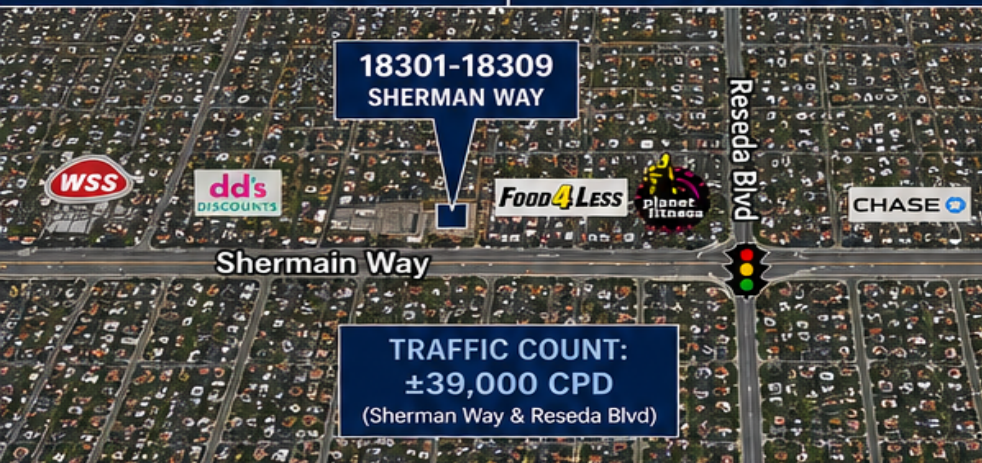 18301-18309
SHERMAN WAY
Reseda Blvd
WSS
dd's
DISCOUNTS
FOOD4LESS
planet
fitness
CHASE
Shermain Way
TRAFFIC COUNT:
±39,000 CPD
(Sherman Way & Reseda Blvd)